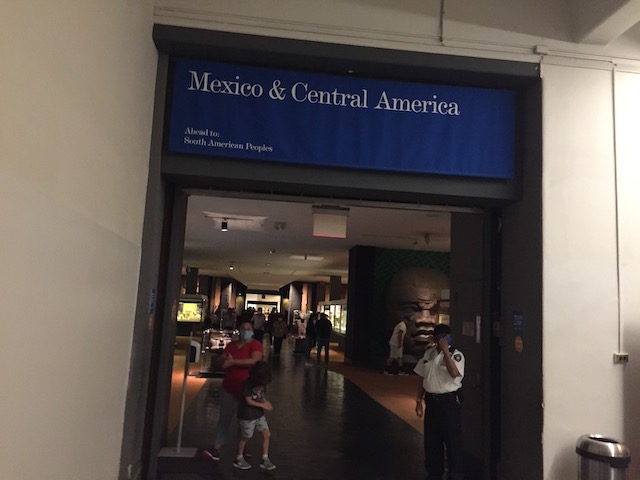 Mexico & Central America
Ahead to:
South American Peoples